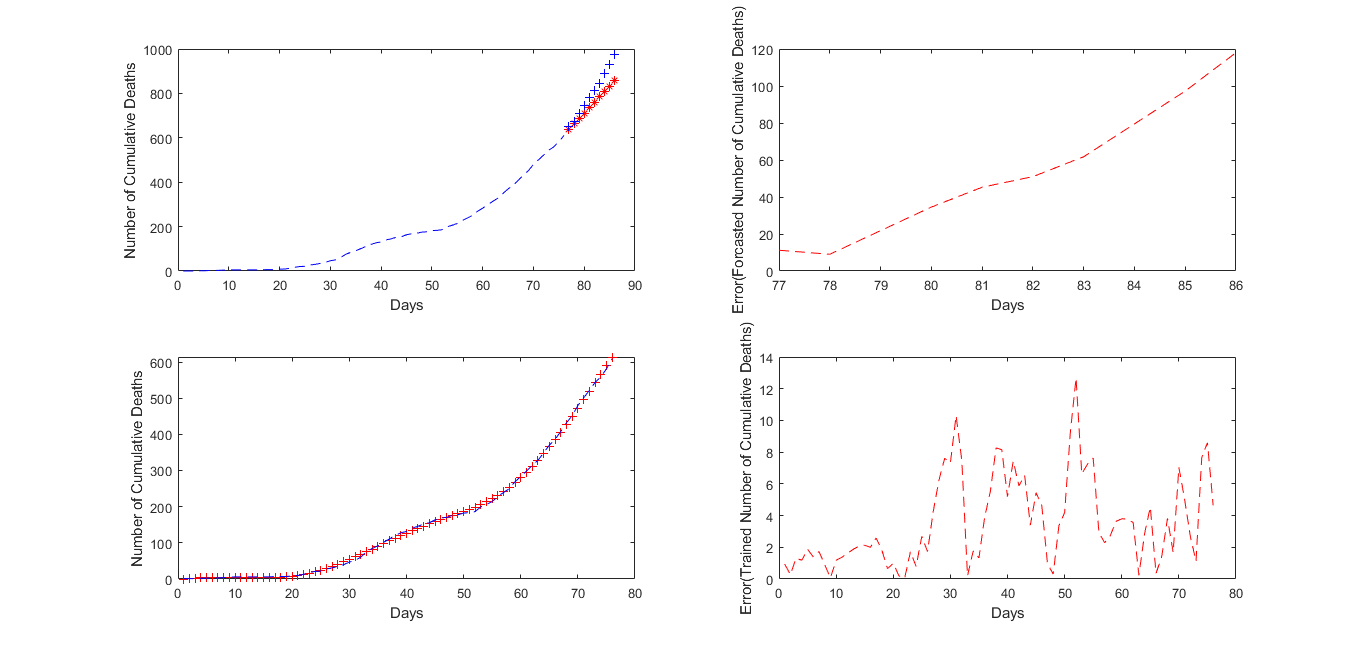 Number of Cumulative Deaths
1000
800
600
400
200
0
0 10 20 30 40 50 60 70 80 90
Days
Error(Forcasted Number of Cumulative Deaths)
120
100
80
60
40
20
0
77 78 79 80 81 82 83 84 85 86
Days
Number of Cumulative Deaths
600
500
400
300
200
100
0
0 10 20 30 40 50 60 70 80
Days
Error(Trained Number of Cumulative Deaths)
14
12
10
8
6
4
2
0
0 10 20 30 40 50 60 70 80
Days